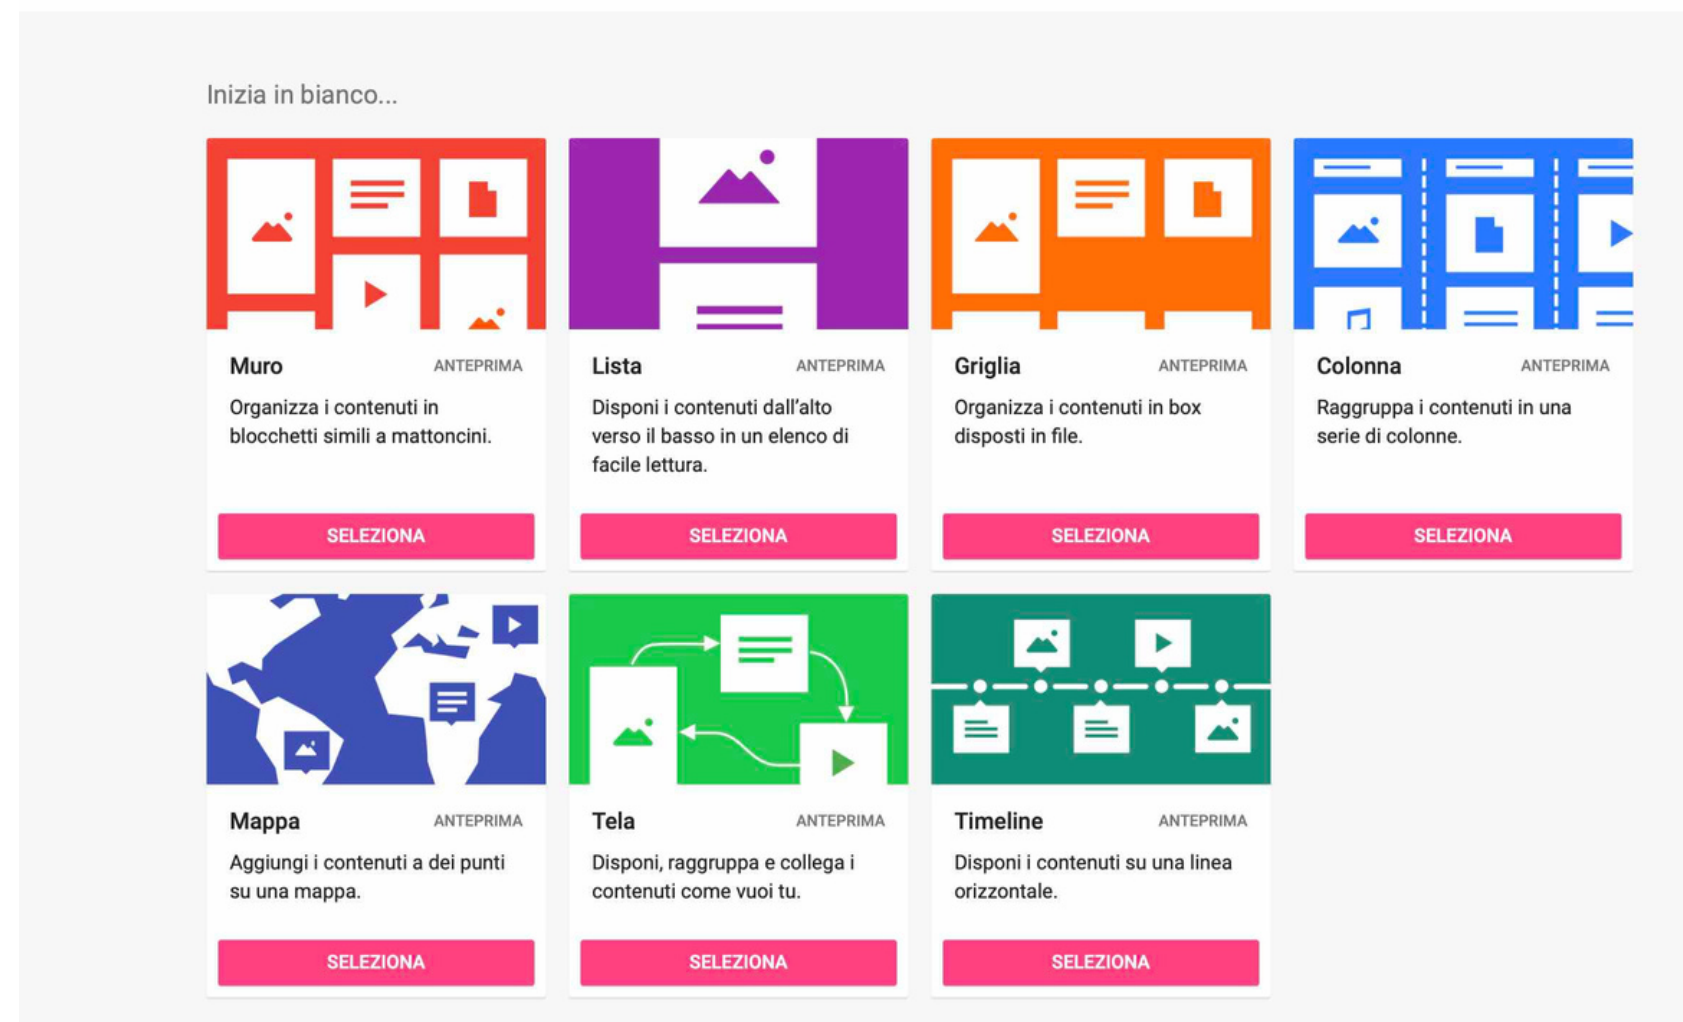 Inizia in bianco...
Muro ANTEPRIMA
Organizza i contenuti in
blocchetti simili a mattoncini.
SELEZIONA
Lista ANTEPRIMA
Disponi i contenuti dall'alto
verso il basso in un elenco di
facile lettura.
SELEZIONA
Griglia ANTEPRIMA
Organizza i contenuti in box
disposti in file.
SELEZIONA
Colonna ANTEPRIMA
Raggruppa i contenuti in una
serie di colonne.
SELEZIONA
Mappa ANTEPRIMA
Aggiungi i contenuti a dei punti
su una mappa.
SELEZIONA
Tela ANTEPRIMA
Disponi, raggruppa e collega i
contenuti come vuoi tu.
SELEZIONA
Timeline ANTEPRIMA
Disponi i contenuti su una linea
orizzontale.
SELEZIONA